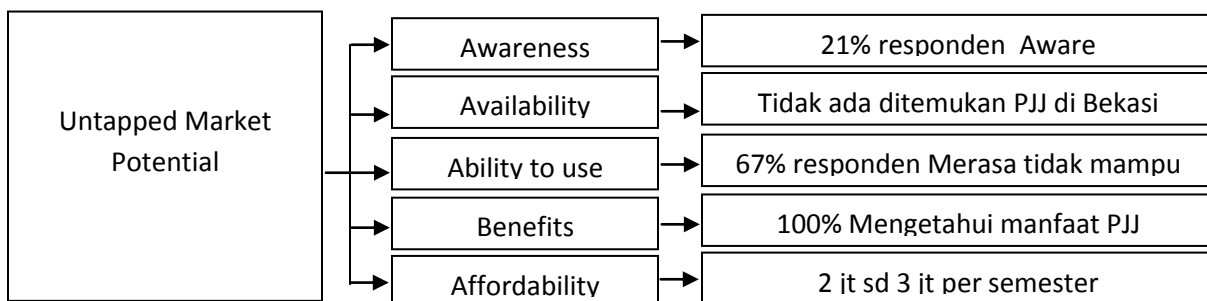 Untapped Market
Potential
Awareness
21% responden Aware
Availability
Tidak ada ditemukan PJJ di Bekasi
Ability to use
67% responden Merasa tidak mampu
Benefits
100% Mengetahui manfaat PJJ
Affordability
2 jt sd 3 jt per semester